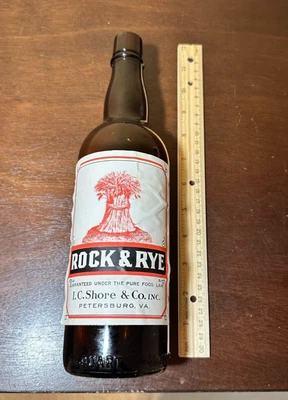 ROCK & RYE
GUARANTEED UNDER THE PURE FOOD LAW
I.C. Shore & Co. INC.
PETERSBURG, VA.